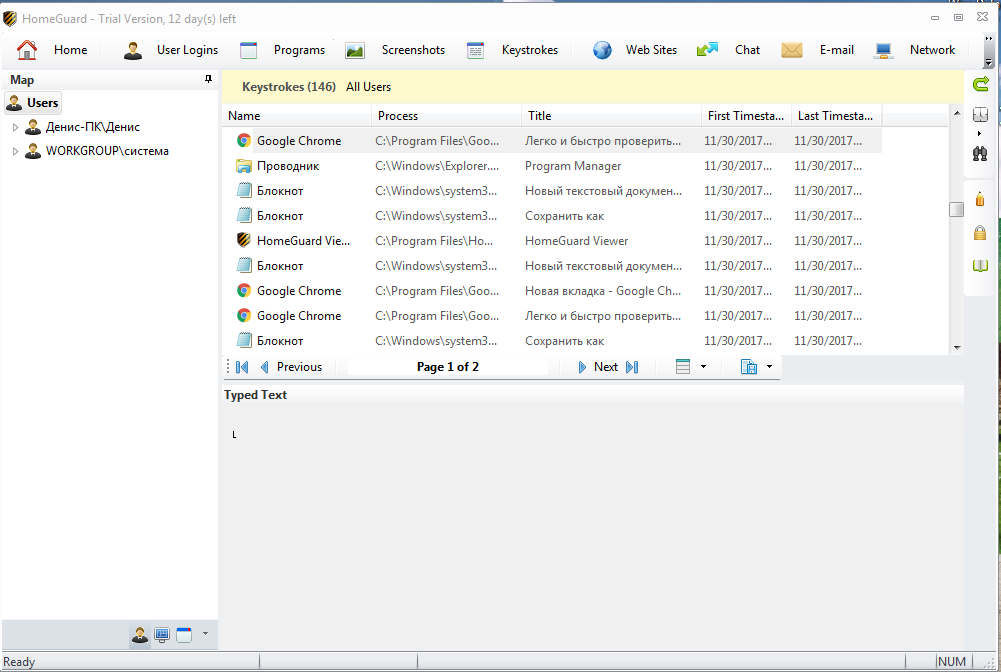 HomeGuard - Trial Version, 12 day(s) left
Home User Logins Programs Screenshots Keystrokes Web Sites Chat E-mail Network
Map
Users
Денис-ПК\Денис
WORKGROUP\система
Keystrokes (146) All Users
Name Process Title First Timesta... Last Timesta...
Google Chrome C:\Program Files\Goo... Легко и быстро проверить... 11/30/2017... 11/30/2017...
Проводник C:\Windows\Explorer.... Program Manager 11/30/2017... 11/30/2017...
Блокнот C:\Windows\system3... Новый текстовый докумен... 11/30/2017... 11/30/2017...
Блокнот C:\Windows\system3... Сохранить как 11/30/2017... 11/30/2017...
HomeGuard Vie... C:\Program Files\Ho... HomeGuard Viewer 11/30/2017... 11/30/2017...
Блокнот C:\Windows\system3... Новый текстовый докумен... 11/30/2017... 11/30/2017...
Google Chrome C:\Program Files\Goo... Новая вкладка - Google Ch... 11/30/2017... 11/30/2017...
Google Chrome C:\Program Files\Goo... Легко и быстро проверить... 11/30/2017... 11/30/2017...
Блокнот C:\Windows\system3... Сохранить как 11/30/2017... 11/30/2017...
Previous Page 1 of 2 Next
Typed Text
L
Ready NUM